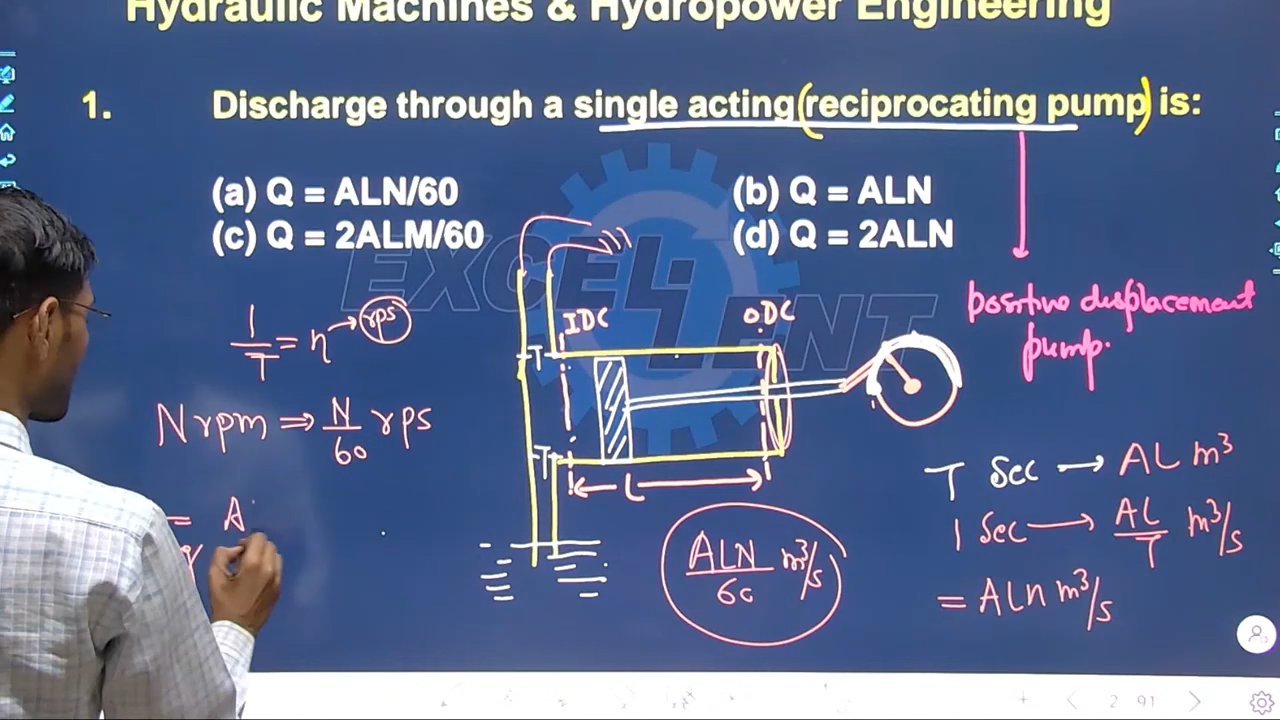 Hydraulic Machines & Hydropower Engineering
1. Discharge through a single acting (reciprocating pump) is:
(a) Q = ALN/60
(b) Q = ALN
(c) Q = 2ALM/60
(d) Q = 2ALN
EXCELLENT
positive displacement
pump.
1/T = n → rps
N rpm ⇒ N/60 rps
= A
IDC
ODC
T
T
L
ALN/60 m³/s
T Sec → AL m³
1 Sec → AL/T m³/s
= ALn m³/s
2 91